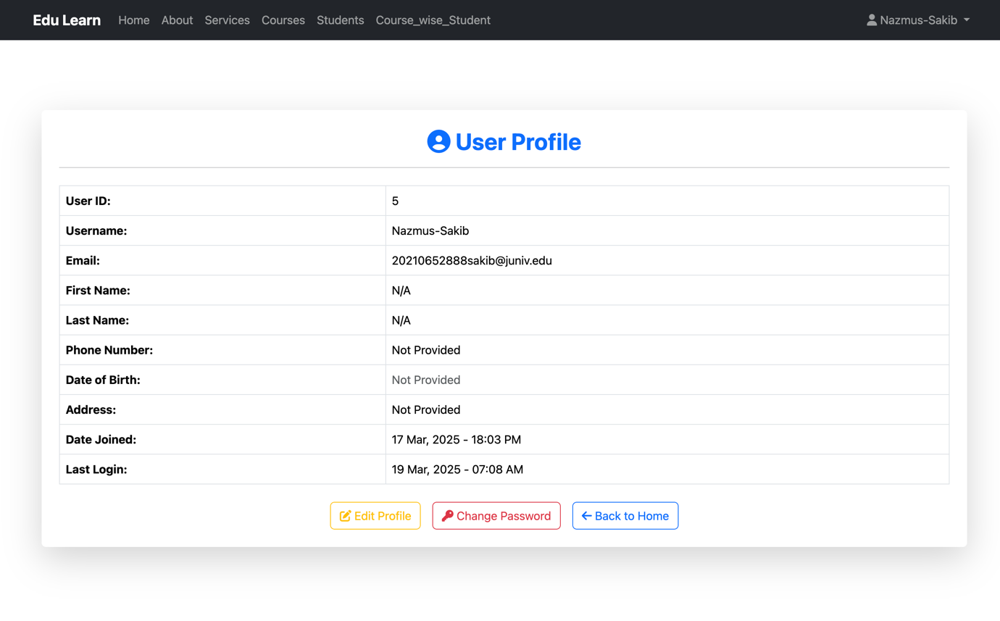 Edu Learn Home About Services Courses Students Course_wise_Student Nazmus-Sakib
User Profile
User ID: 5
Username: Nazmus-Sakib
Email: 20210652888sakib@juniv.edu
First Name: N/A
Last Name: N/A
Phone Number: Not Provided
Date of Birth: Not Provided
Address: Not Provided
Date Joined: 17 Mar, 2025 - 18:03 PM
Last Login: 19 Mar, 2025 - 07:08 AM
Edit Profile Change Password Back to Home